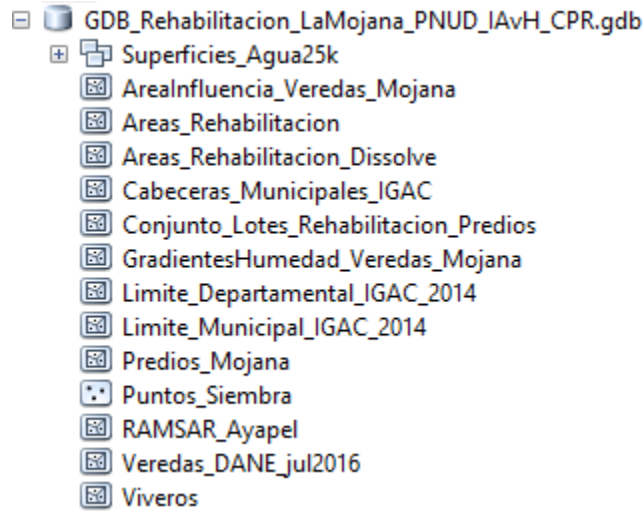 GDB_Rehabilitacion_LaMojana_PNUD_IAvH_CPR.gdb
Superficies_Agua25k
AreaInfluencia_Veredas_Mojana
Areas_Rehabilitacion
Areas_Rehabilitacion_Dissolve
Cabeceras_Municipales_IGAC
Conjunto_Lotes_Rehabilitacion_Predios
GradientesHumedad_Veredas_Mojana
Limite_Departamental_IGAC_2014
Limite_Municipal_IGAC_2014
Predios_Mojana
Puntos_Siembra
RAMSAR_Ayapel
Veredas_DANE_jul2016
Viveros